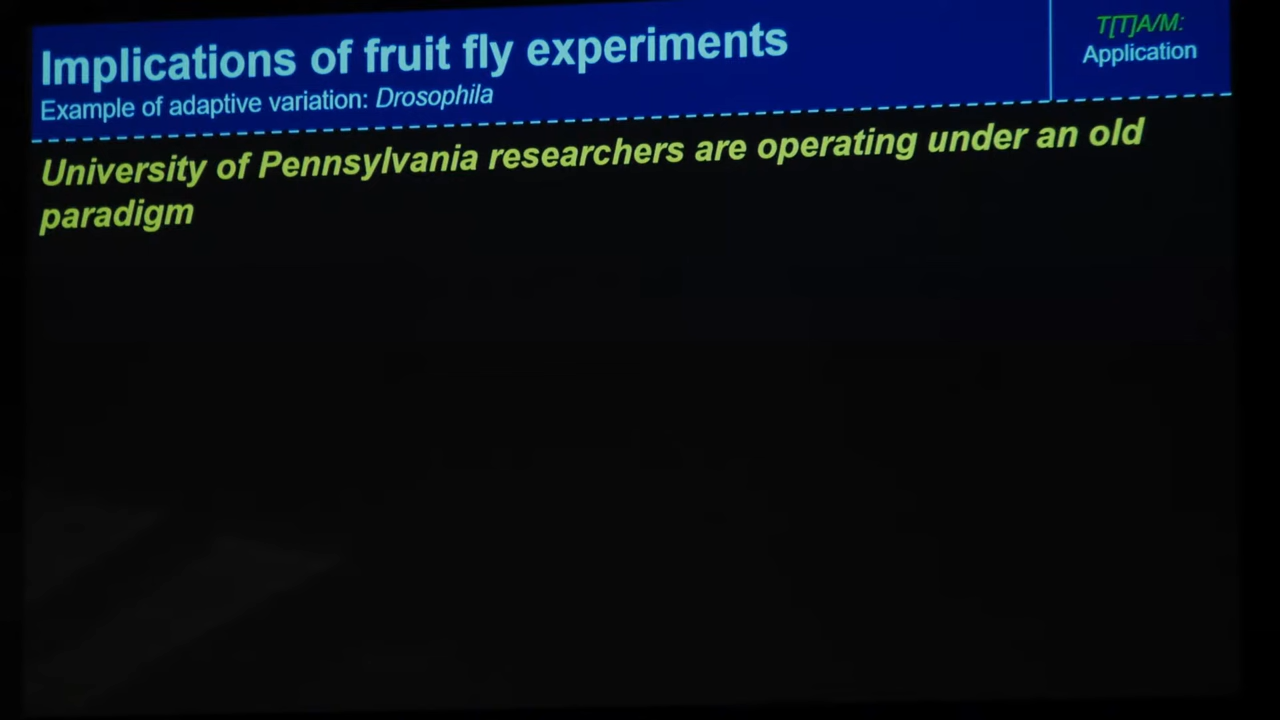 Implications of fruit fly experiments
Example of adaptive variation: Drosophila
T[T]A/M:
Application
University of Pennsylvania researchers are operating under an old
paradigm